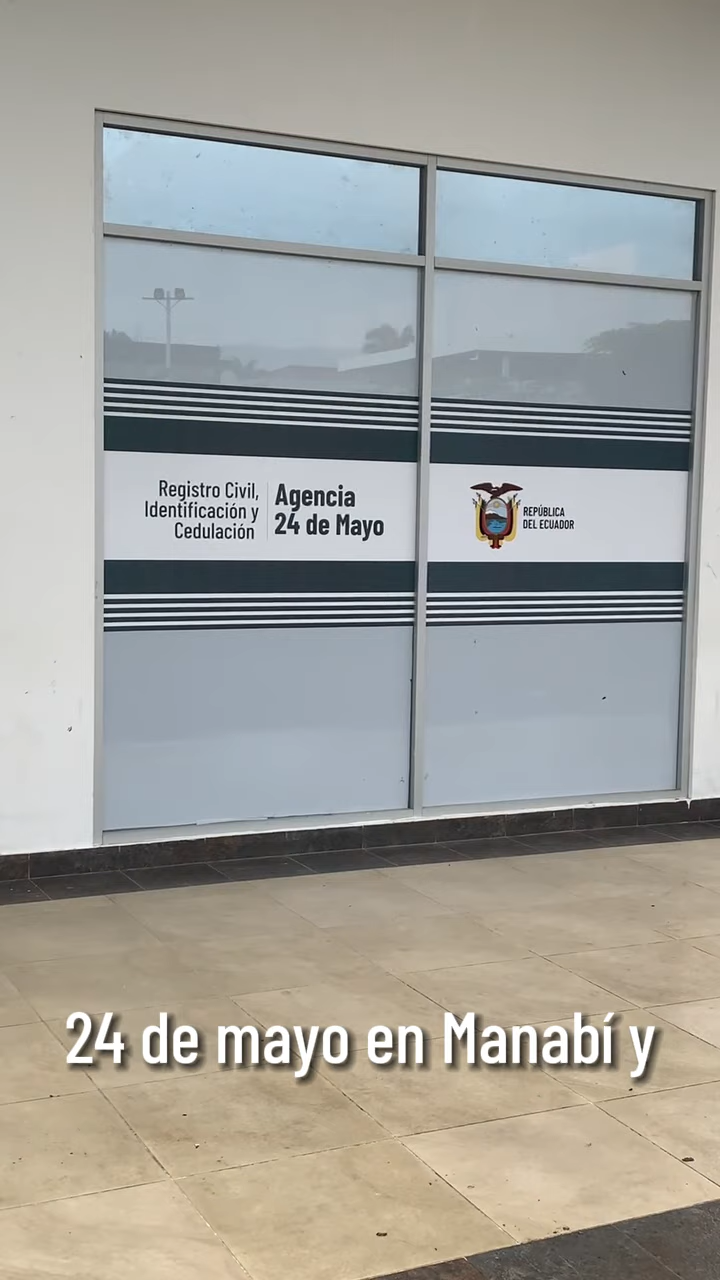 Registro Civil,
Identificación y
Cedulación
Agencia
24 de Mayo
REPÚBLICA
DEL ECUADOR
24 de mayo en Manabí y